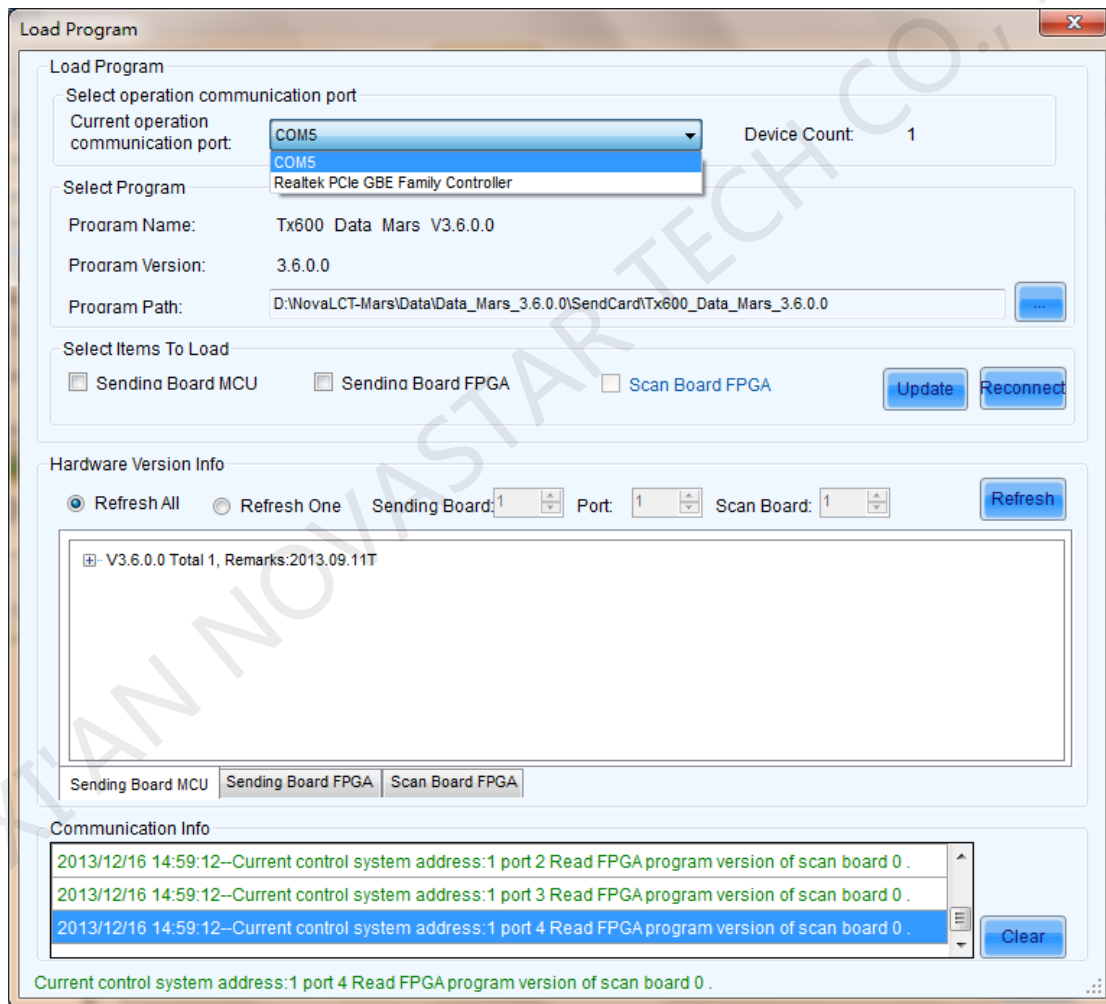 Load Program
Load Program
Select operation communication port
Current operation
communication port:
COM5
Device Count: 1
COM5
Realtek PCIe GBE Family Controller
Select Program
Program Name: Tx600 Data Mars V3.6.0.0
Program Version: 3.6.0.0
Program Path: D:\NovaLCT-Mars\Data\Data_Mars_3.6.0.0\SendCard\Tx600_Data_Mars_3.6.0.0 ...
Select Items To Load
Sending Board MCU Sending Board FPGA Scan Board FPGA Update Reconnect
Hardware Version Info
Refresh All Refresh One Sending Board: 1 Port: 1 Scan Board: 1 Refresh
V3.6.0.0 Total 1, Remarks:2013.09.11T
Sending Board MCU Sending Board FPGA Scan Board FPGA
Communication Info
2013/12/16 14:59:12--Current control system address:1 port 2 Read FPGA program version of scan board 0 .
2013/12/16 14:59:12--Current control system address:1 port 3 Read FPGA program version of scan board 0 .
2013/12/16 14:59:12--Current control system address:1 port 4 Read FPGA program version of scan board 0 .
Clear
Current control system address:1 port 4 Read FPGA program version of scan board 0 .
XI'AN NOVASTAR TECH CO.,